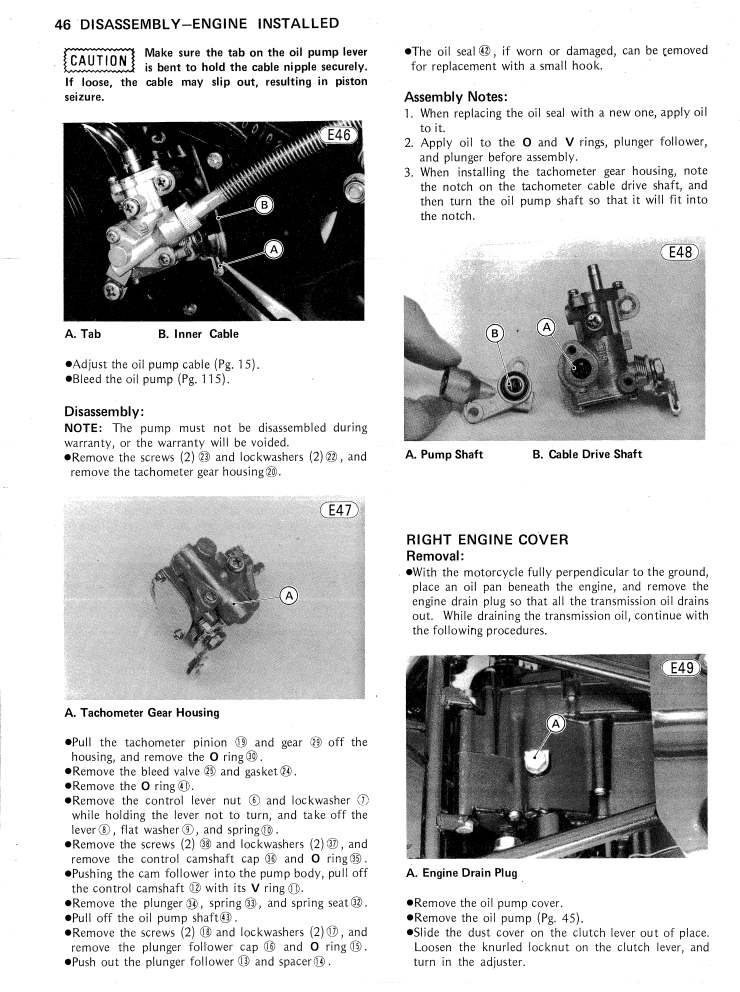 46 DISASSEMBLY—ENGINE INSTALLED
CAUTION Make sure the tab on the oil pump lever
is bent to hold the cable nipple securely.
If loose, the cable may slip out, resulting in piston
seizure.
E46
B
A
A. Tab B. Inner Cable
●Adjust the oil pump cable (Pg. 15).
●Bleed the oil pump (Pg. 115).
Disassembly:
NOTE: The pump must not be disassembled during
warranty, or the warranty will be voided.
●Remove the screws (2) ㉓ and lockwashers (2) ㉒, and
remove the tachometer gear housing ⑳.
E47
A
A. Tachometer Gear Housing
●Pull the tachometer pinion ⑲ and gear ㉙ off the
housing, and remove the O ring ㉚.
●Remove the bleed valve ㉕ and gasket ㉔.
●Remove the O ring ㊶.
●Remove the control lever nut ⑥ and lockwasher ⑦
while holding the lever not to turn, and take off the
lever ⑧, flat washer ⑨, and spring ⑩.
●Remove the screws (2) ㊳ and lockwashers (2) ㊲, and
remove the control camshaft cap ㊱ and O ring ㉟.
●Pushing the cam follower into the pump body, pull off
the control camshaft ⑫ with its V ring ⑪.
●Remove the plunger ㉞, spring ㉝, and spring seat ㉜.
●Pull off the oil pump shaft ㊸.
●Remove the screws (2) ⑱ and lockwashers (2) ⑰, and
remove the plunger follower cap ⑯ and O ring ⑮.
●Push out the plunger follower ⑬ and spacer ⑭.
●The oil seal ㊷, if worn or damaged, can be removed
for replacement with a small hook.
Assembly Notes:
1. When replacing the oil seal with a new one, apply oil
to it.
2. Apply oil to the O and V rings, plunger follower,
and plunger before assembly.
3. When installing the tachometer gear housing, note
the notch on the tachometer cable drive shaft, and
then turn the oil pump shaft so that it will fit into
the notch.
E48
B
A
A. Pump Shaft B. Cable Drive Shaft
RIGHT ENGINE COVER
Removal:
●With the motorcycle fully perpendicular to the ground,
place an oil pan beneath the engine, and remove the
engine drain plug so that all the transmission oil drains
out. While draining the transmission oil, continue with
the following procedures.
E49
A
A. Engine Drain Plug
●Remove the oil pump cover.
●Remove the oil pump (Pg. 45).
●Slide the dust cover on the clutch lever out of place.
Loosen the knurled locknut on the clutch lever, and
turn in the adjuster.